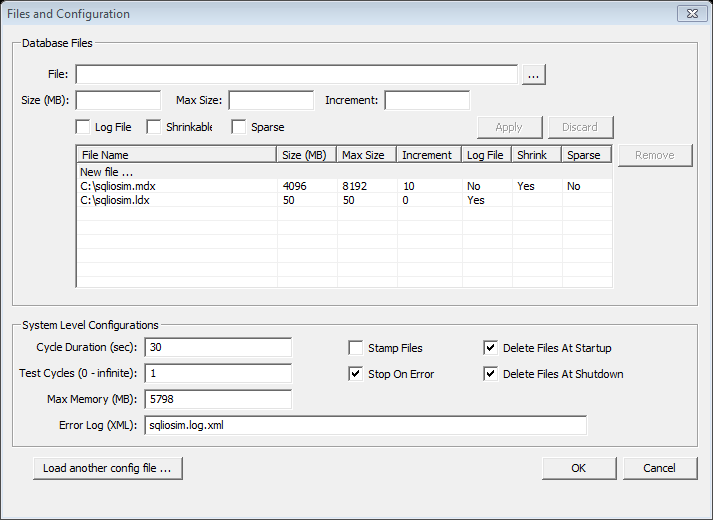 Files and Configuration
Database Files
File: ...
Size (MB): Max Size: Increment:
Log File Shrinkable Sparse Apply Discard
File Name Size (MB) Max Size Increment Log File Shrink Sparse Remove
New file ...
C:\sqliosim.mdx 4096 8192 10 No Yes No
C:\sqliosim.ldx 50 50 0 Yes
System Level Configurations
Cycle Duration (sec): 30 Stamp Files Delete Files At Startup
Test Cycles (0 - infinite): 1 Stop On Error Delete Files At Shutdown
Max Memory (MB): 5798
Error Log (XML): sqliosim.log.xml
Load another config file ... OK Cancel